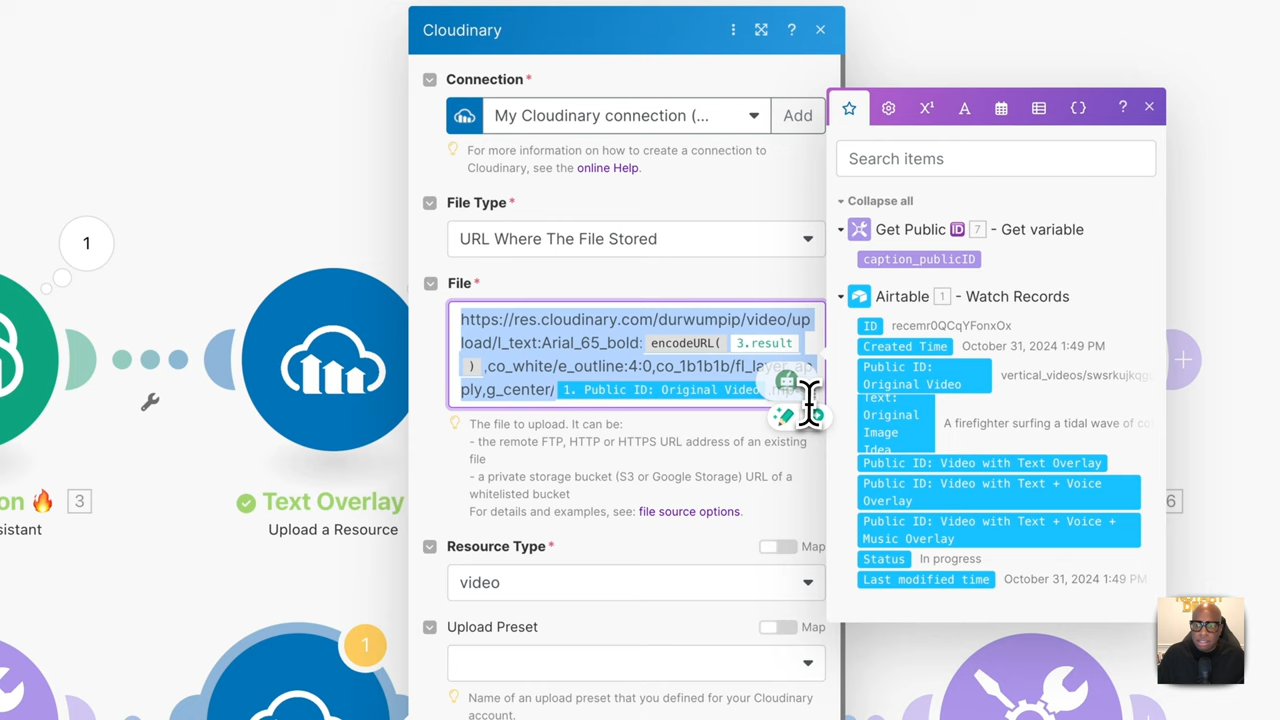 Cloudinary
Connection *
My Cloudinary connection (...
Add
For more information on how to create a connection to
Cloudinary, see the online Help.
File Type *
URL Where The File Stored
File *
https://res.cloudinary.com/durwumpip/video/up
load/l_text:Arial_65_bold: encodeURL( 3.result
) ,co_white/e_outline:4:0,co_1b1b1b/fl_layer_ap
ply,g_center/ 1. Public ID: Original Video
The file to upload. It can be:
- the remote FTP, HTTP or HTTPS URL address of an existing
file
- a private storage bucket (S3 or Google Storage) URL of a
whitelisted bucket
For details and examples, see: file source options.
Resource Type *
Map
video
Upload Preset
Map
Name of an upload preset that you defined for your Cloudinary
account.
Search items
Collapse all
Get Public ID 7 - Get variable
caption_publicID
Airtable 1 - Watch Records
ID recemr0QCqYFonxOx
Created Time October 31, 2024 1:49 PM
Public ID:
Original Video
vertical_videos/swsrkujkqgs
Text:
Original
Image
Idea
A firefighter surfing a tidal wave of co
Public ID: Video with Text Overlay
Public ID: Video with Text + Voice
Overlay
Public ID: Video with Text + Voice +
Music Overlay
Status In progress
Last modified time October 31, 2024 1:49 PM
1
on 🔥 3
sistant
Text Overlay
Upload a Resource
1
6